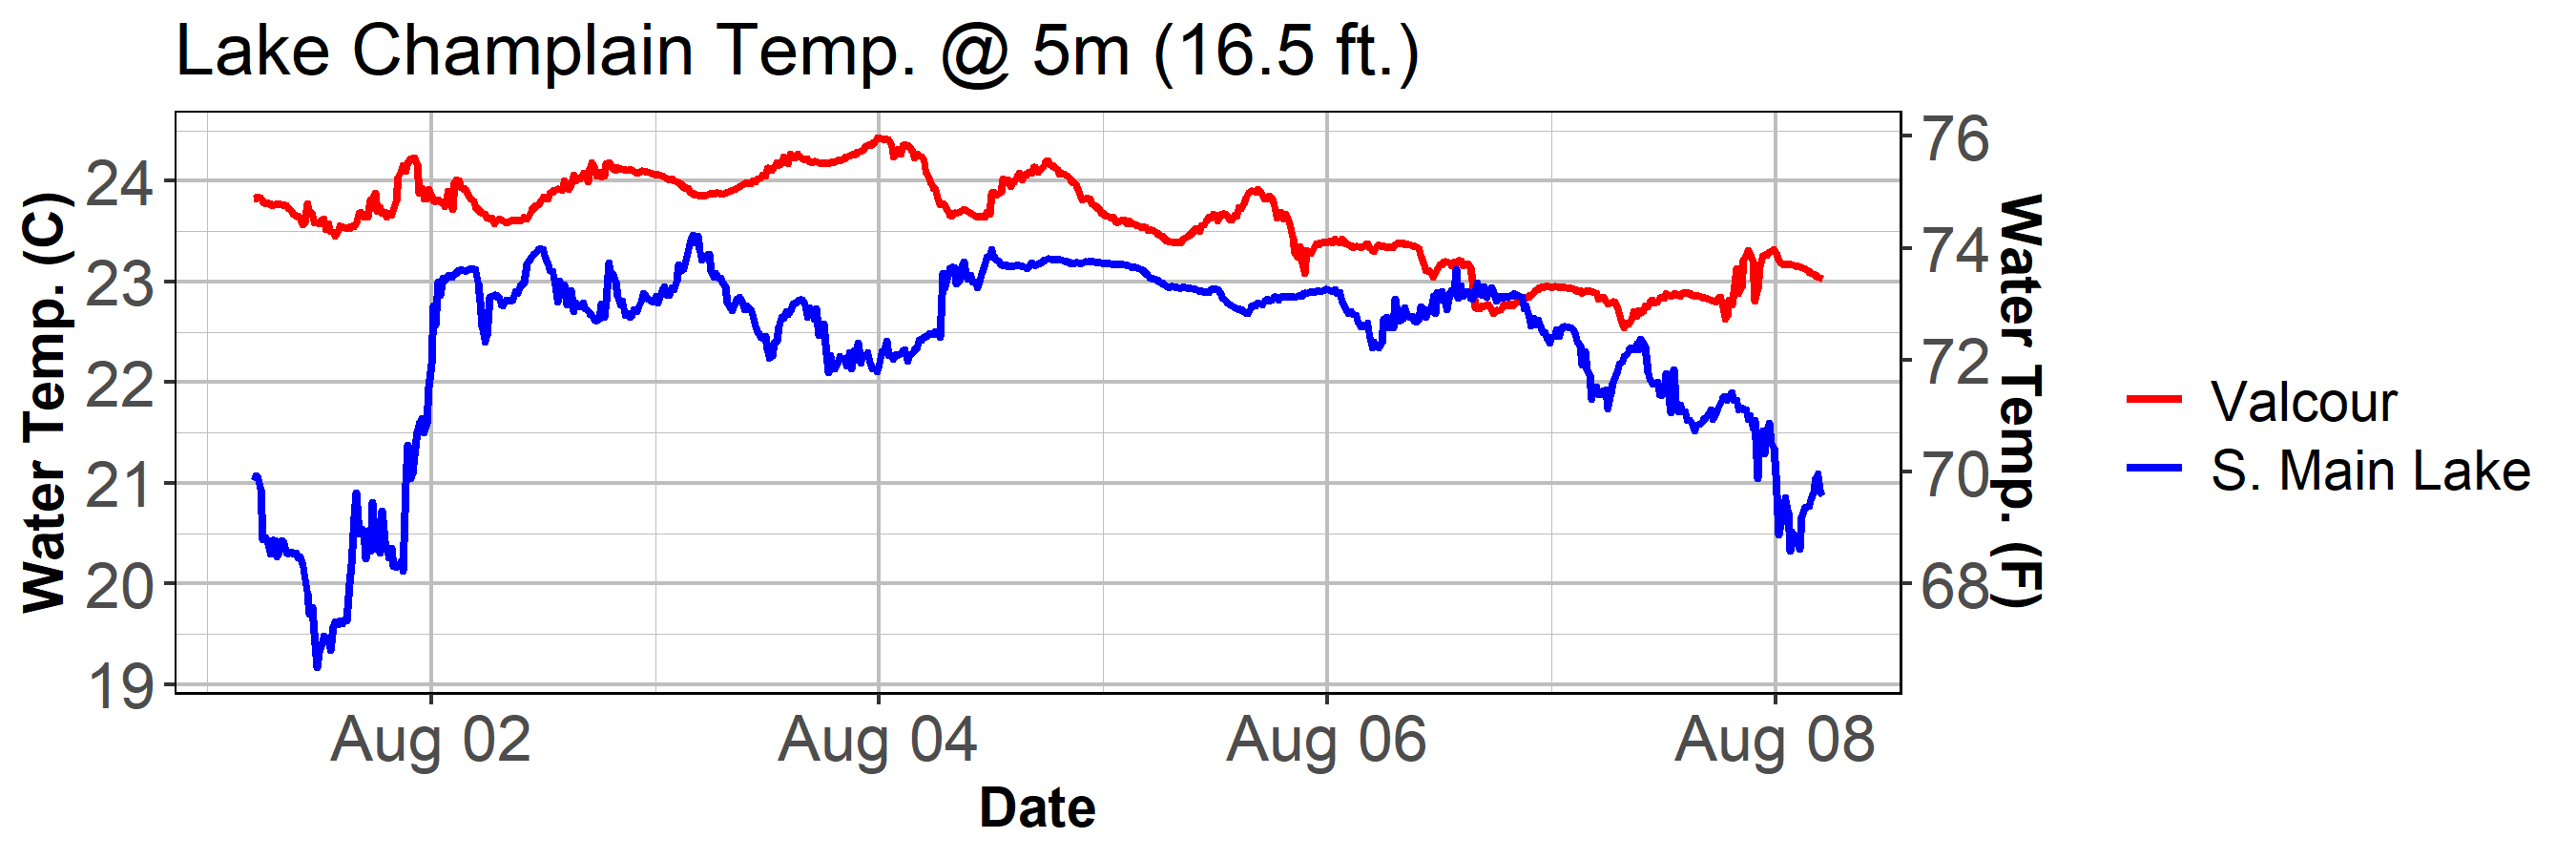 Lake Champlain Temp. @ 5m (16.5 ft.)
Water Temp. (C)
24
23
22
21
20
19
76
74
72
70
68
Water Temp. (F)
Aug 02
Aug 04
Aug 06
Aug 08
Date
Valcour
S. Main Lake